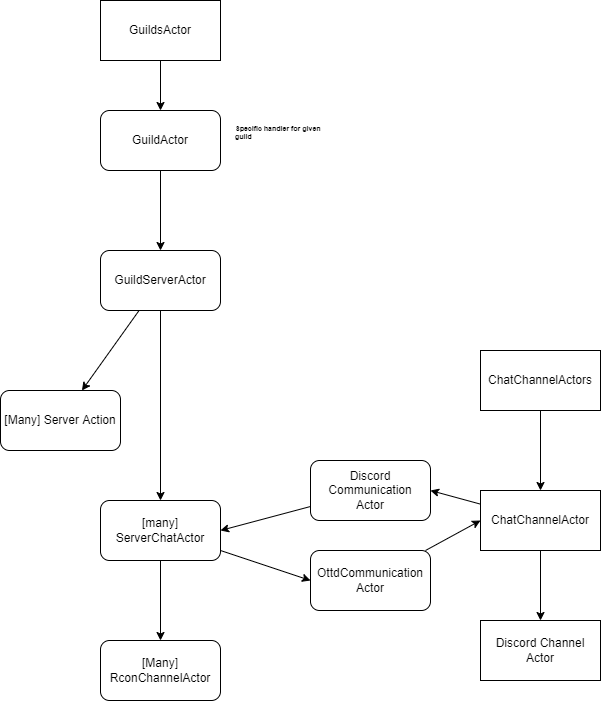 GuildsActor
GuildActor
Specific handler for given
guild
GuildServerActor
ChatChannelActors
[Many] Server Action
Discord
Communication
Actor
[many]
ServerChatActor
ChatChannelActor
OttdCommunication
Actor
Discord Channel
Actor
[Many]
RconChannelActor